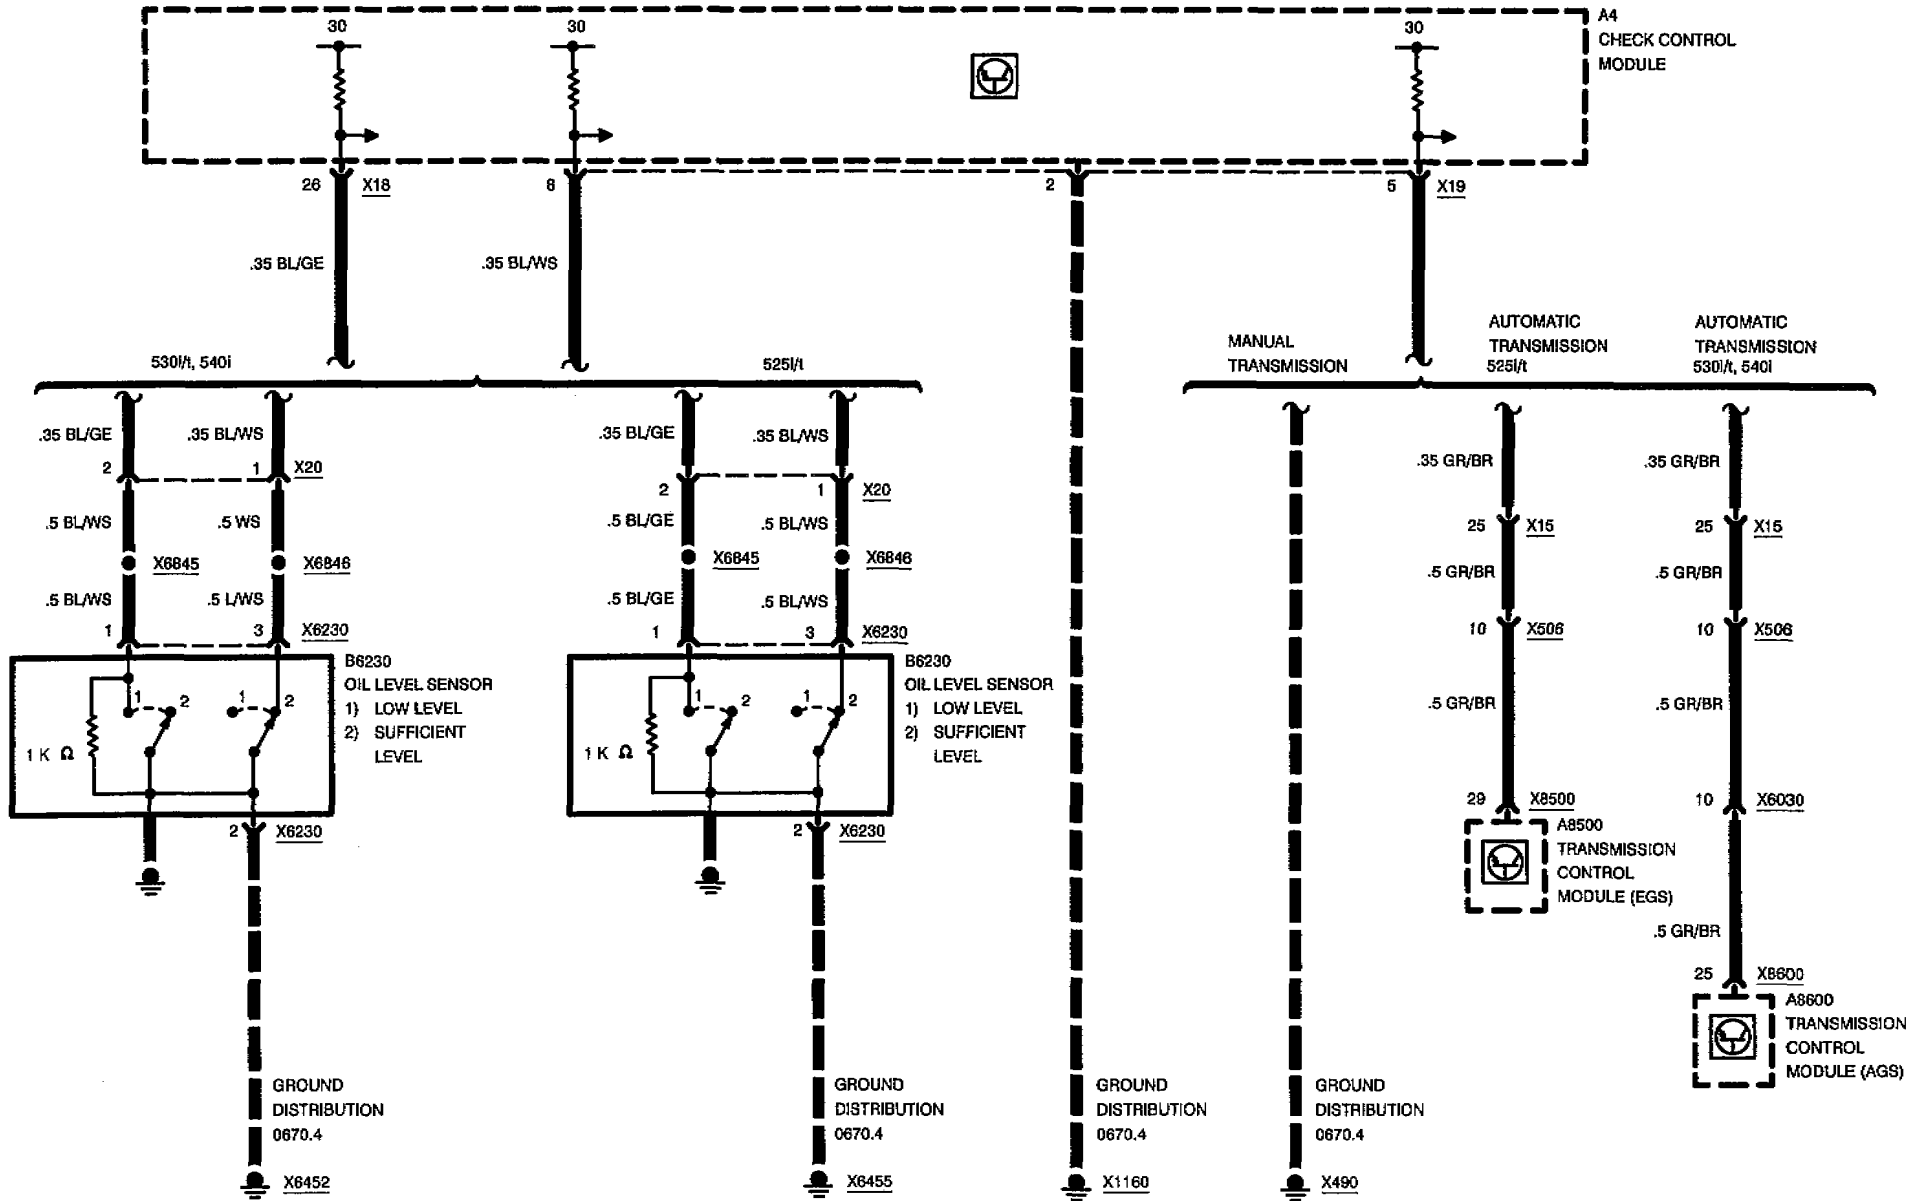 30
30
30
A4
CHECK CONTROL
MODULE
26 X18
8
2
5 X19
.35 BL/GE
.35 BL/WS
530I/t, 540I
525I/t
MANUAL
TRANSMISSION
AUTOMATIC
TRANSMISSION
525I/t
AUTOMATIC
TRANSMISSION
530I/t, 540I
.35 BL/GE
.35 BL/WS
2
1 X20
.5 BL/WS
.5 WS
X6845
X6846
.5 BL/WS
.5 L/WS
1
3 X6230
B6230
OIL LEVEL SENSOR
1) LOW LEVEL
2) SUFFICIENT
LEVEL
1 2
1 2
1 K Ω
2 X6230
GROUND
DISTRIBUTION
0670.4
X6452
.35 BL/GE
.35 BL/WS
2
1 X20
.5 BL/GE
.5 BL/WS
X6845
X6846
.5 BL/GE
.5 BL/WS
1
3 X6230
B6230
OIL LEVEL SENSOR
1) LOW LEVEL
2) SUFFICIENT
LEVEL
1 2
1 2
1 K Ω
2 X6230
GROUND
DISTRIBUTION
0670.4
X6455
GROUND
DISTRIBUTION
0670.4
X1160
GROUND
DISTRIBUTION
0670.4
X490
.35 GR/BR
25 X15
.5 GR/BR
10 X506
.5 GR/BR
29 X8500
A8500
TRANSMISSION
CONTROL
MODULE (EGS)
.35 GR/BR
25 X15
.5 GR/BR
10 X506
.5 GR/BR
10 X6030
.5 GR/BR
25 X8600
A8600
TRANSMISSION
CONTROL
MODULE (AGS)